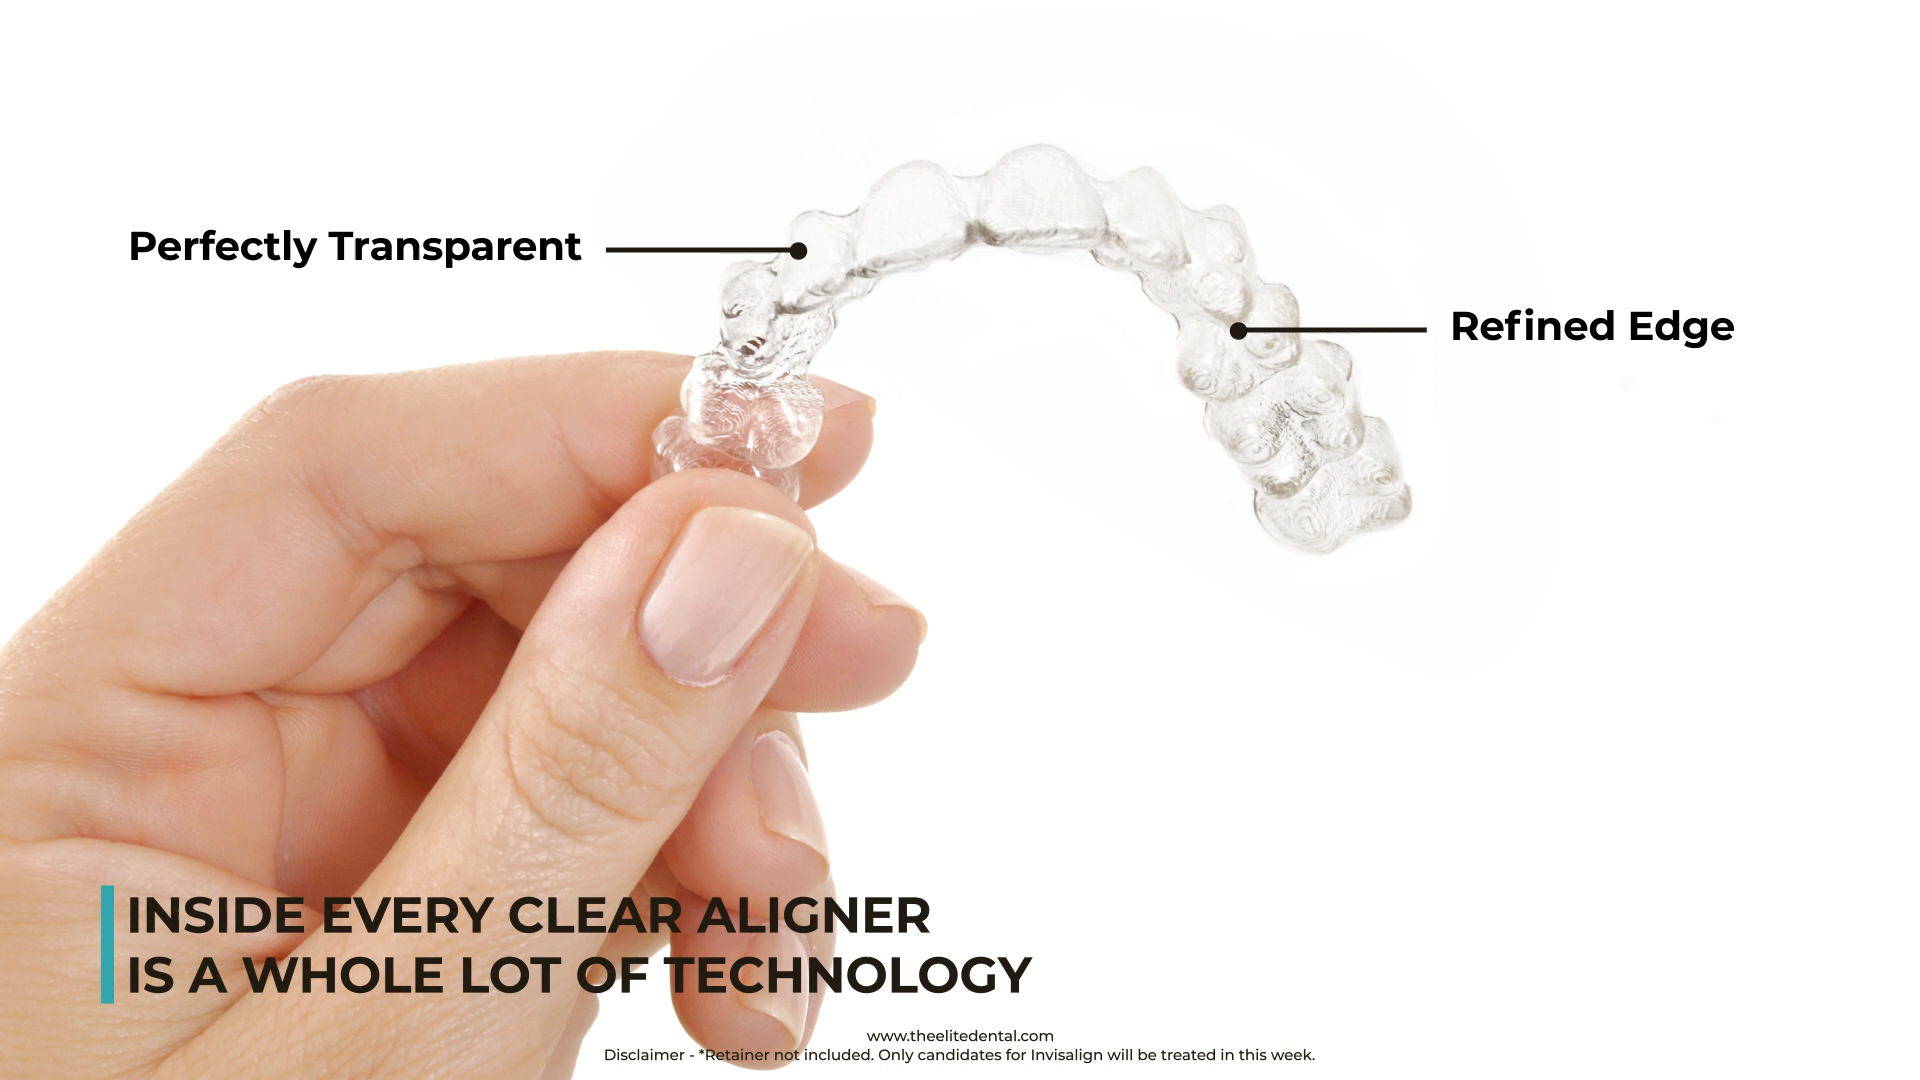 Perfectly Transparent
Refined Edge
INSIDE EVERY CLEAR ALIGNER
IS A WHOLE LOT OF TECHNOLOGY
www.theelitedental.com
Disclaimer - *Retainer not included. Only candidates for Invisalign will be treated in this week.